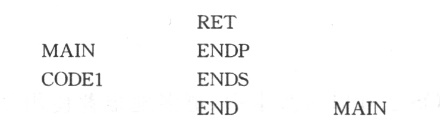 RET
MAIN ENDP
CODE1 ENDS
END MAIN